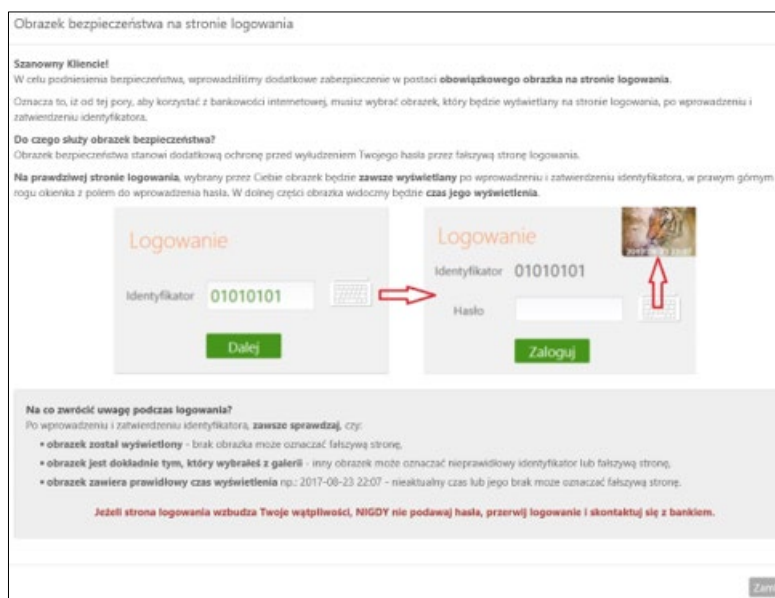 Obrazek bezpieczeństwa na stronie logowania
Szanowny Kliencie!
W celu podniesienia bezpieczeństwa, wprowadziliśmy dodatkowe zabezpieczenie w postaci obowiązkowego obrazka na stronie logowania.
Oznacza to, iż od tej pory, aby korzystać z bankowości internetowej, musisz wybrać obrazek, który będzie wyświetlany na stronie logowania, po wprowadzeniu i
zatwierdzeniu identyfikatora.
Do czego służy obrazek bezpieczeństwa?
Obrazek bezpieczeństwa stanowi dodatkową ochronę przed wyłudzeniem Twojego hasła przez fałszywą stronę logowania.
Na prawdziwej stronie logowania, wybrany przez Ciebie obrazek będzie zawsze wyświetlany po wprowadzeniu i zatwierdzeniu identyfikatora, w prawym górnym
rogu okienka z polem do wprowadzenia hasła. W dolnej części obrazka widoczny będzie czas jego wyświetlenia.
Logowanie
Identyfikator 01010101
Dalej
Logowanie
Identyfikator 01010101
Hasło
Zaloguj
Na co zwrócić uwagę podczas logowania?
Po wprowadzeniu i zatwierdzeniu identyfikatora, zawsze sprawdzaj, czy:
• obrazek został wyświetlony - brak obrazka może oznaczać fałszywą stronę,
• obrazek jest dokładnie tym, który wybrałeś z galerii - inny obrazek może oznaczać nieprawidłowy identyfikator lub fałszywą stronę,
• obrazek zawiera prawidłowy czas wyświetlenia np.: 2017-08-23 22:07 - nieaktualny czas lub jego brak może oznaczać fałszywą stronę.
Jeżeli strona logowania wzbudza Twoje wątpliwości, NIGDY nie podawaj hasła, przerwij logowanie i skontaktuj się z bankiem.